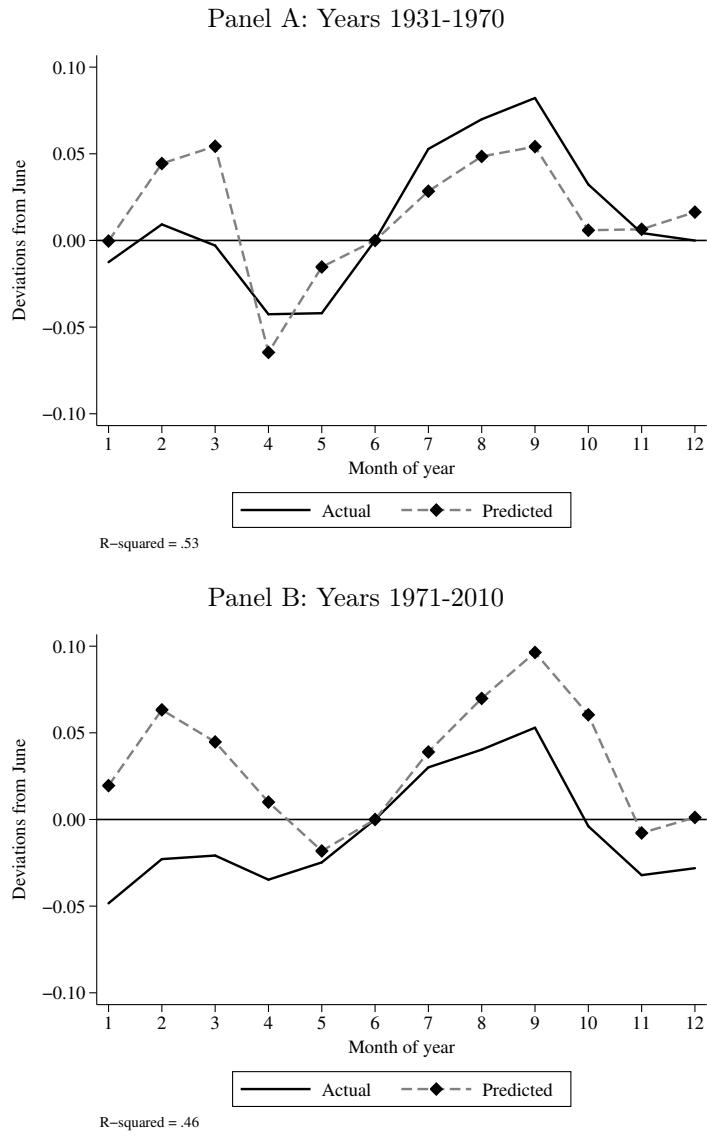 Panel A: Years 1931-1970
0.10
0.05
0.00
−0.05
−0.10
Deviations from June
1 2 3 4 5 6 7 8 9 10 11 12
Month of year
Actual Predicted
R−squared = .53
Panel B: Years 1971-2010
0.10
0.05
0.00
−0.05
−0.10
Deviations from June
1 2 3 4 5 6 7 8 9 10 11 12
Month of year
Actual Predicted
R−squared = .46